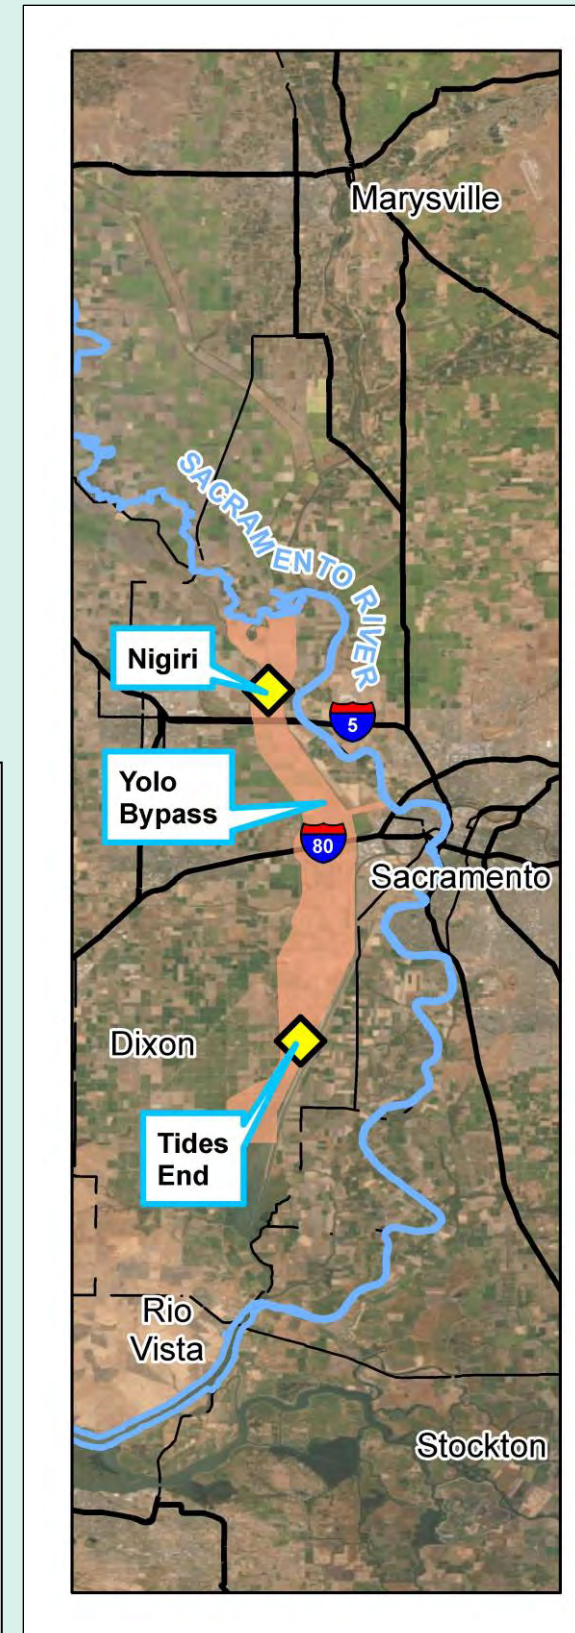 Marysville
SACRAMENTO RIVER
Nigiri
5
Yolo
Bypass
80
Sacramento
Dixon
Tides
End
Rio
Vista
Stockton